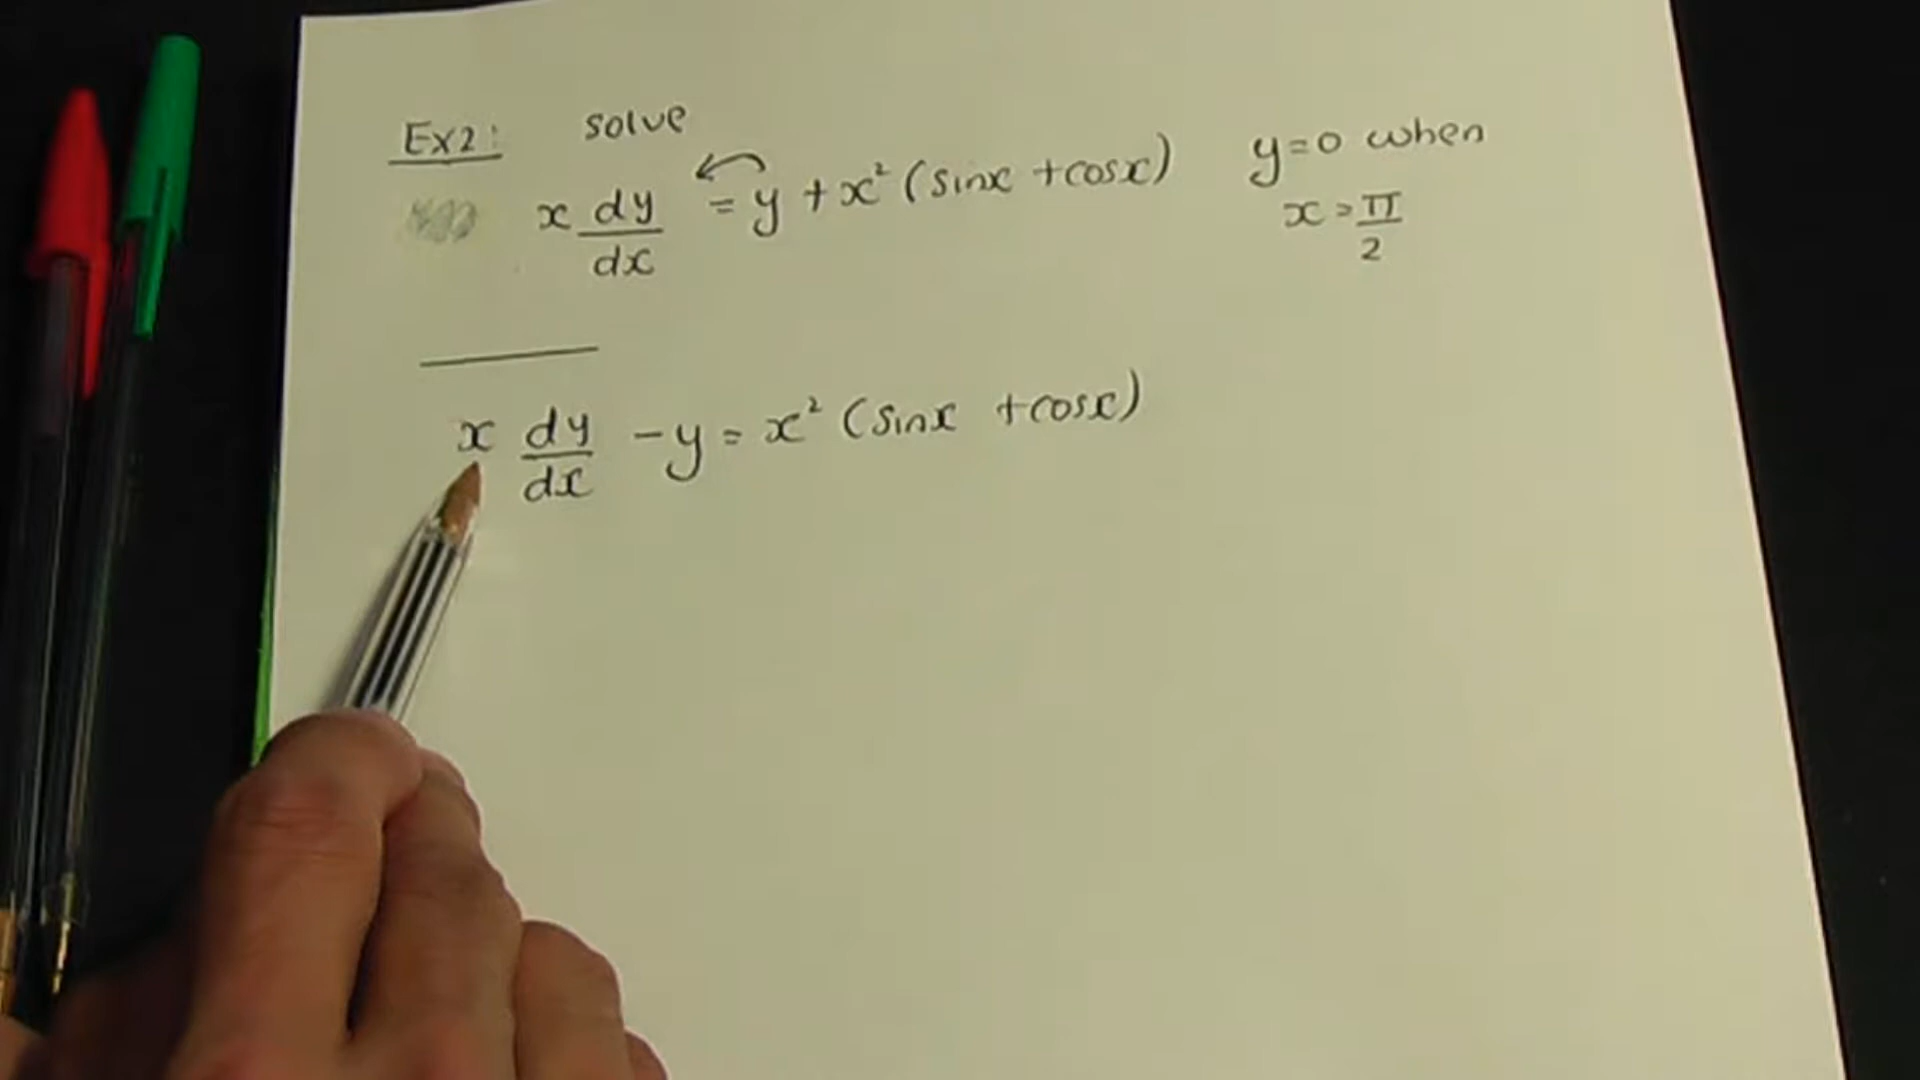 Ex2: solve
x dy/dx = y + x² (sinx + cosx) y=0 when
x = π/2
x dy/dx - y = x² (sinx + cosx)